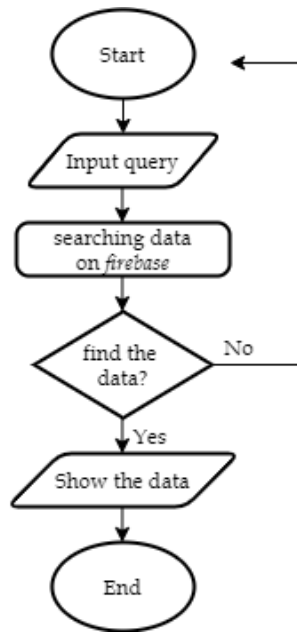 Start
Input query
searching data
on firebase
find the
data?
No
Yes
Show the data
End